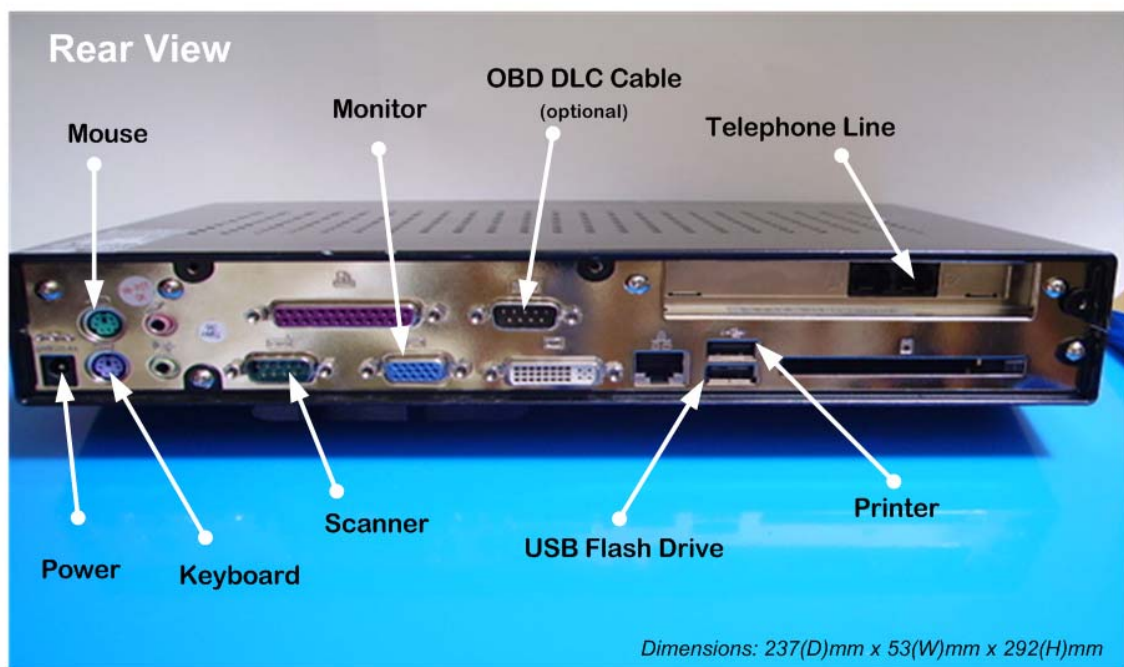 Rear View
OBD DLC Cable
(optional)
Monitor
Mouse
Telephone Line
Scanner
Printer
USB Flash Drive
Power
Keyboard
Dimensions: 237(D)mm x 53(W)mm x 292(H)mm